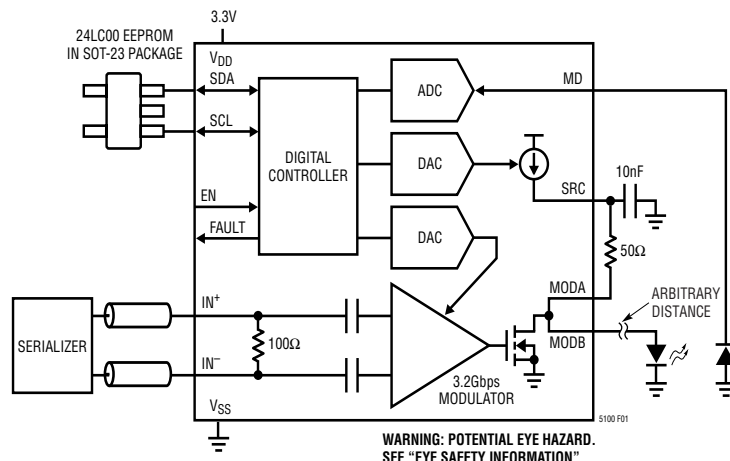 3.3V
24LC00 EEPROM
IN SOT-23 PACKAGE
VDD
SDA
SCL
EN
FAULT
DIGITAL
CONTROLLER
ADC
DAC
DAC
MD
SRC
10nF
50Ω
MODA
MODB
ARBITRARY
DISTANCE
SERIALIZER
IN+
IN−
100Ω
3.2Gbps
MODULATOR
VSS
5100 F01
WARNING: POTENTIAL EYE HAZARD.
SEE “EYE SAFETY INFORMATION”